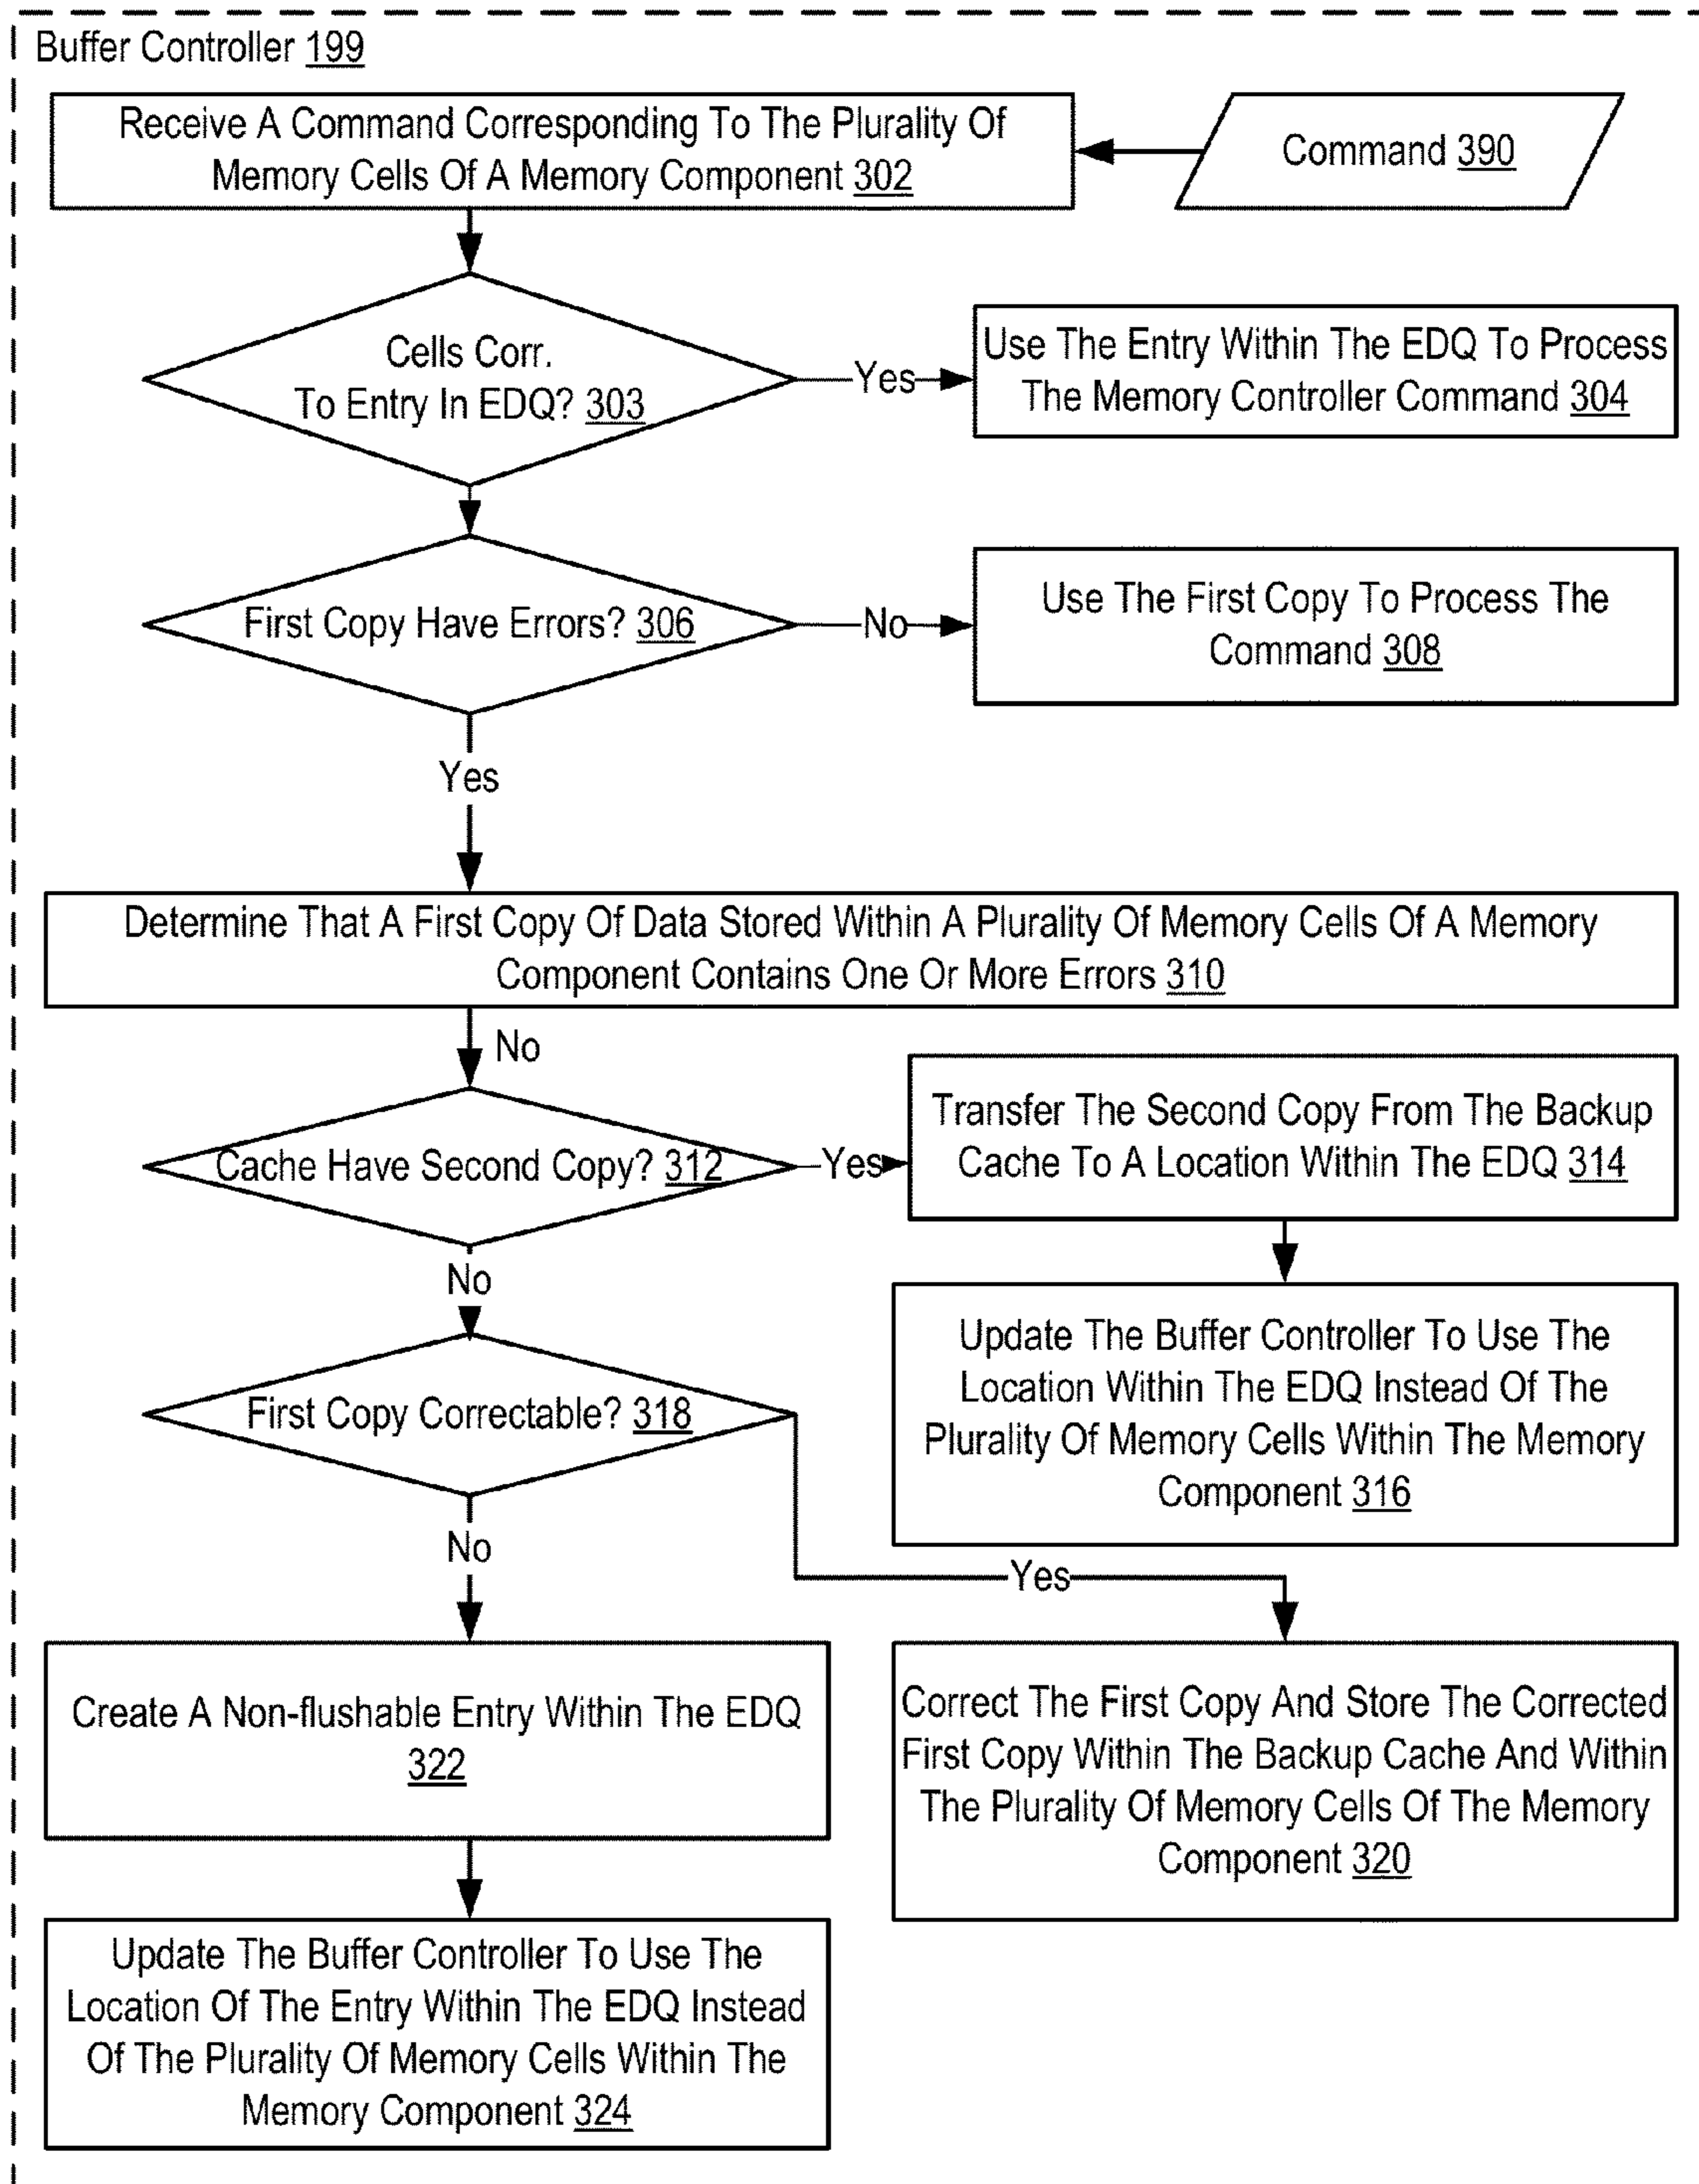 Buffer Controller 199
Receive A Command Corresponding To The Plurality Of
Memory Cells Of A Memory Component 302
Command 390
Cells Corr.
To Entry In EDQ? 303
Yes
Use The Entry Within The EDQ To Process
The Memory Controller Command 304
First Copy Have Errors? 306
No
Use The First Copy To Process The
Command 308
Yes
Determine That A First Copy Of Data Stored Within A Plurality Of Memory Cells Of A Memory
Component Contains One Or More Errors 310
No
Cache Have Second Copy? 312
Yes
Transfer The Second Copy From The Backup
Cache To A Location Within The EDQ 314
No
Update The Buffer Controller To Use The
Location Within The EDQ Instead Of The
Plurality Of Memory Cells Within The Memory
Component 316
First Copy Correctable? 318
No
Yes
Create A Non-flushable Entry Within The EDQ
322
Correct The First Copy And Store The Corrected
First Copy Within The Backup Cache And Within
The Plurality Of Memory Cells Of The Memory
Component 320
Update The Buffer Controller To Use The
Location Of The Entry Within The EDQ Instead
Of The Plurality Of Memory Cells Within The
Memory Component 324